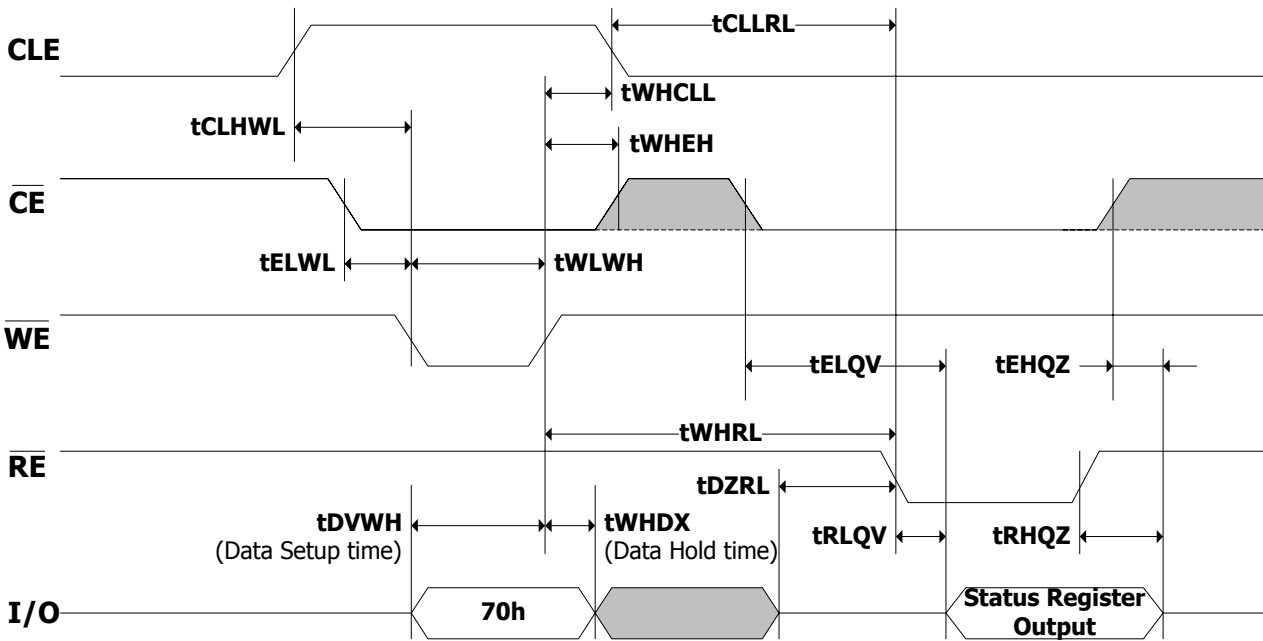 CLE
tCLLRL
tWHCLL
tCLHWL
tWHEH
CE
tELWL
tWLWH
WE
tELQV
tEHQZ
tWHRL
RE
tDZRL
tDVWH
(Data Setup time)
tWHDX
(Data Hold time)
tRLQV
tRHQZ
I/O
70h
Status Register
Output